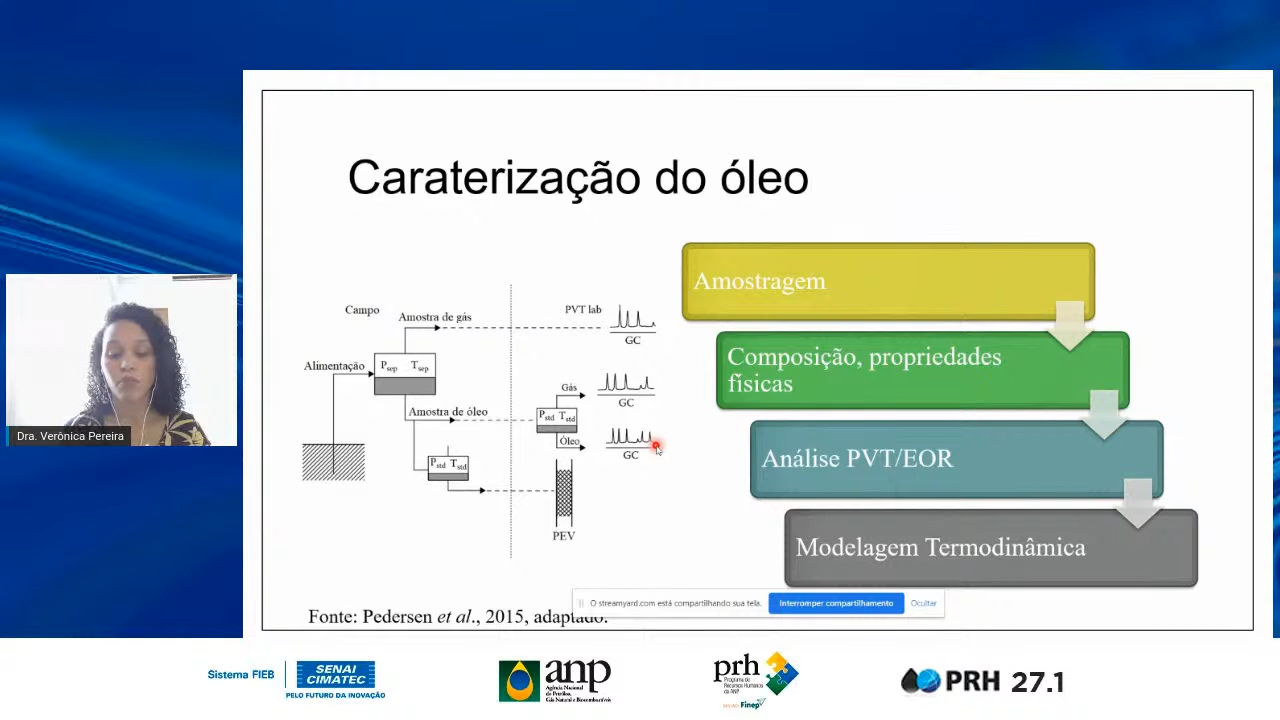 Caraterização do óleo
Campo
Amostra de gás
PVT lab
GC
Alimentação
Psep Tsep
Gás
GC
Amostra de óleo
Pstd Tstd
Óleo
GC
Pstd Tstd
PEV
Amostragem
Composição, propriedades
físicas
Análise PVT/EOR
Modelagem Termodinâmica
Fonte: Pedersen et al., 2015, adaptado.
O streamyard.com está compartilhando sua tela.
Interromper compartilhamento
Ocultar
Dra. Verônica Pereira
Sistema FIEB
SENAI
CIMATEC
PELO FUTURO DA INOVAÇÃO
anp
Agência Nacional
do Petróleo,
Gás Natural e Biocombustíveis
prh
Programa de
Recursos Humanos
da ANP
Finep
PRH 27.1